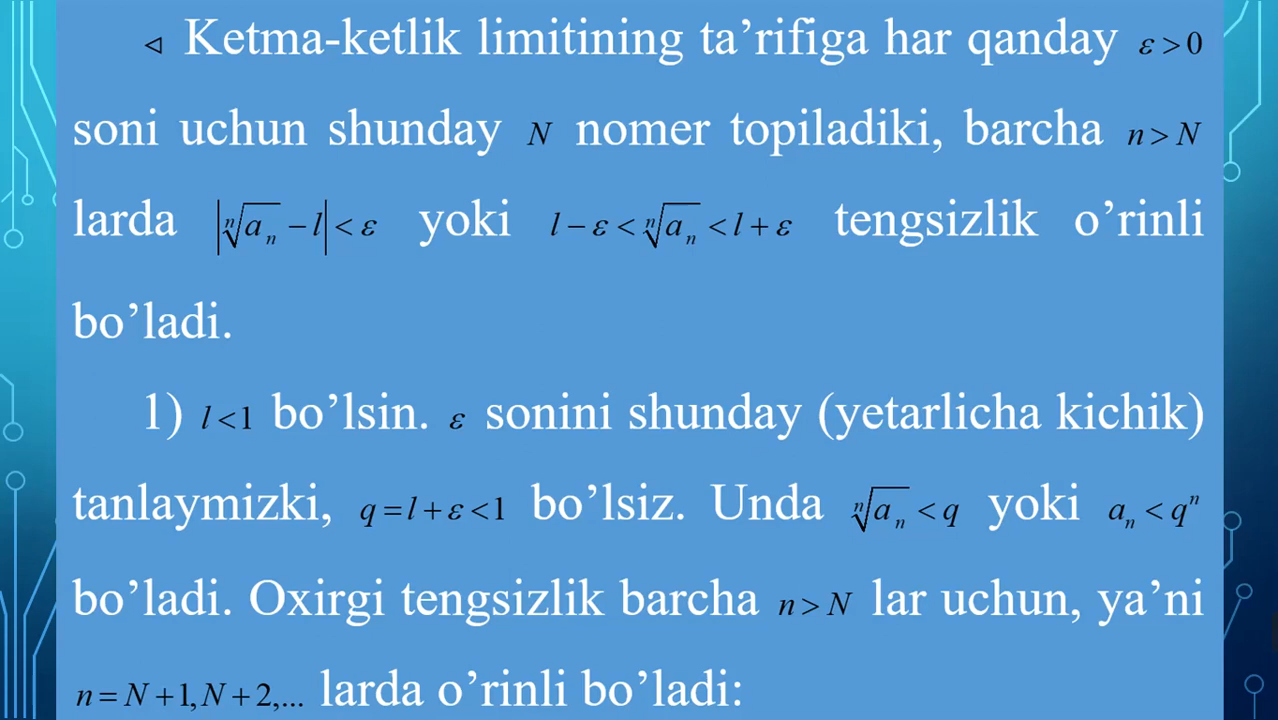 ◃ Ketma-ketlik limitining ta’rifiga har qanday ε > 0
soni uchun shunday N nomer topiladiki, barcha n > N
larda |ⁿ√aₙ − l| < ε yoki l − ε < ⁿ√aₙ < l + ε tengsizlik o’rinli
bo’ladi.
1) l < 1 bo’lsin. ε sonini shunday (yetarlicha kichik)
tanlaymizki, q = l + ε < 1 bo’lsiz. Unda ⁿ√aₙ < q yoki aₙ < qⁿ
bo’ladi. Oxirgi tengsizlik barcha n > N lar uchun, ya’ni
n = N + 1, N + 2,... larda o’rinli bo’ladi: